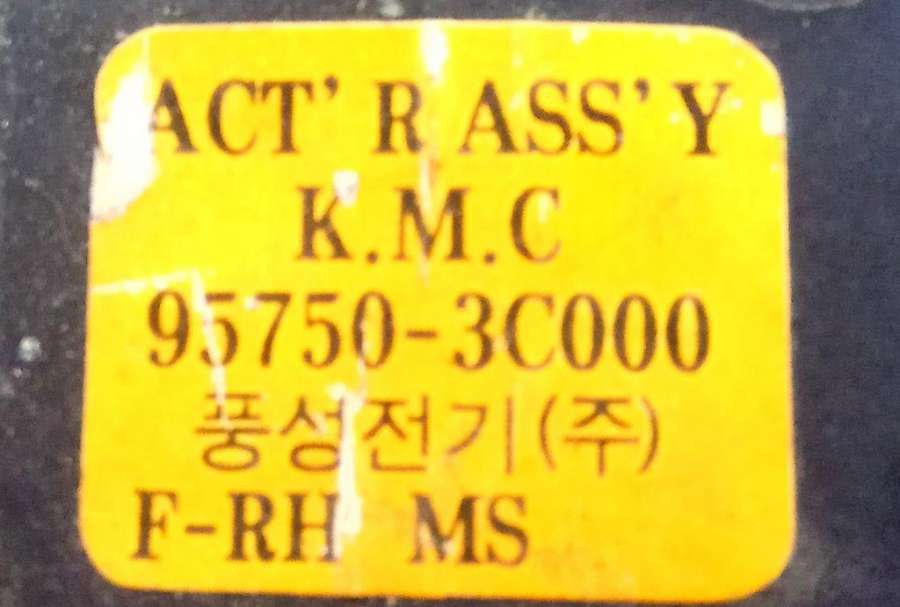 ACT' R ASS' Y
K.M.C
95750-3C000
풍성전기(주)
F-RH MS